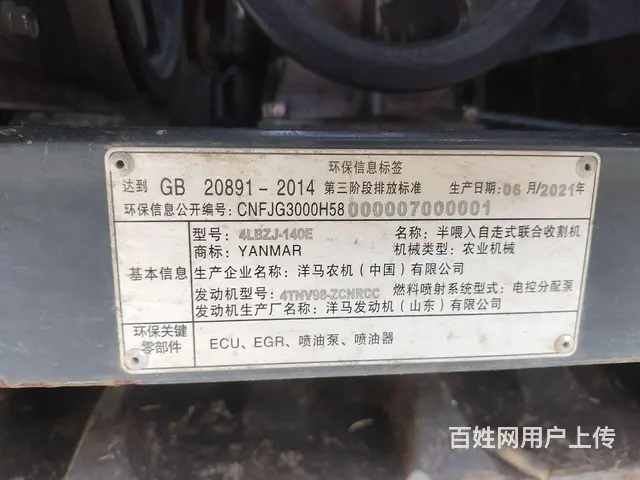 环保信息标签
达到 GB 20891-2014 第三阶段排放标准 生产日期:06月/2021年
环保信息公开编号: CNFJG3000H58000007000001
基本信息
型号: 4LBZJ-140E 名称: 半喂入自走式联合收割机
商标: YANMAR 机械类型: 农业机械
生产企业名称: 洋马农机（中国）有限公司
发动机型号: 4TNV98-ZCNRCC 燃料喷射系统型式: 电控分配泵
发动机生产厂名称: 洋马发动机（山东）有限公司
环保关键零部件
ECU、EGR、喷油泵、喷油器
百姓网用户上传